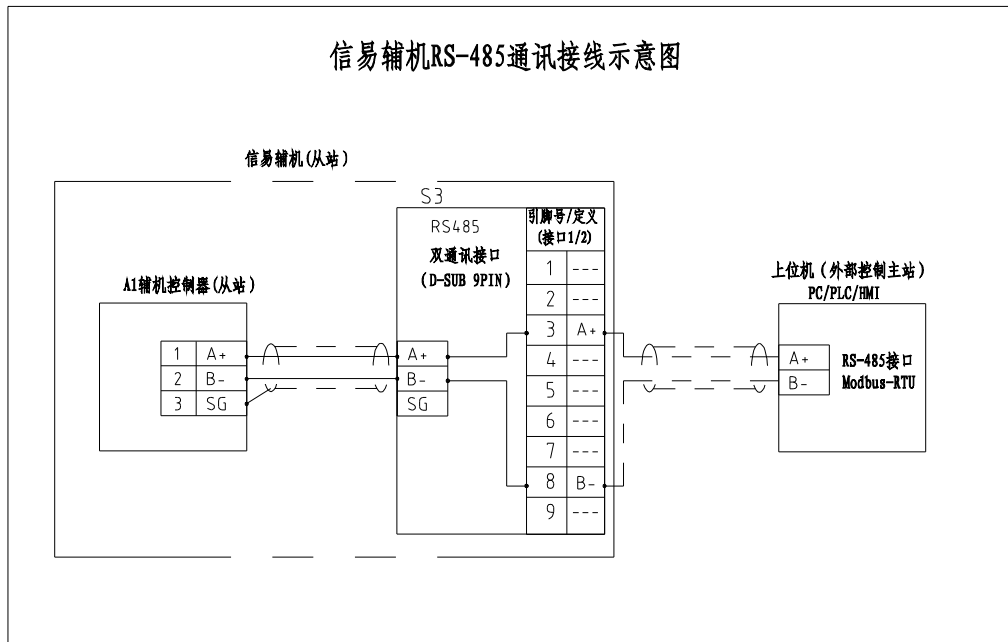 信易辅机RS-485通讯接线示意图
信易辅机(从站)
S3
RS485
双通讯接口
(D-SUB 9PIN)
引脚号/定义
(接口1/2)
1 ---
2 ---
3 A+
4 ---
5 ---
6 ---
7 ---
8 B-
9 ---
A1辅机控制器(从站)
1 A+
2 B-
3 SG
A+
B-
SG
上位机(外部控制主站)
PC/PLC/HMI
A+
B-
RS-485接口
Modbus-RTU